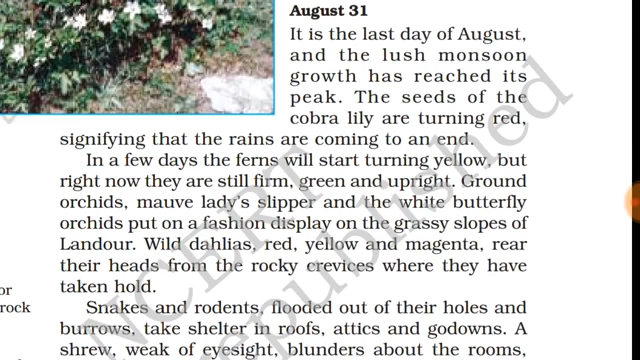 August 31
It is the last day of August,
and the lush monsoon
growth has reached its
peak. The seeds of the
cobra lily are turning red,
signifying that the rains are coming to an end.
In a few days the ferns will start turning yellow, but
right now they are still firm, green and upright. Ground
orchids, mauve lady's slipper and the white butterfly
orchids put on a fashion display on the grassy slopes of
Landour. Wild dahlias, red, yellow and magenta, rear
their heads from the rocky crevices where they have
taken hold.
or
rock
Snakes and rodents, flooded out of their holes and
burrows, take shelter in roofs, attics and godowns. A
shrew, weak of eyesight, blunders about the rooms,
NCERT
republished